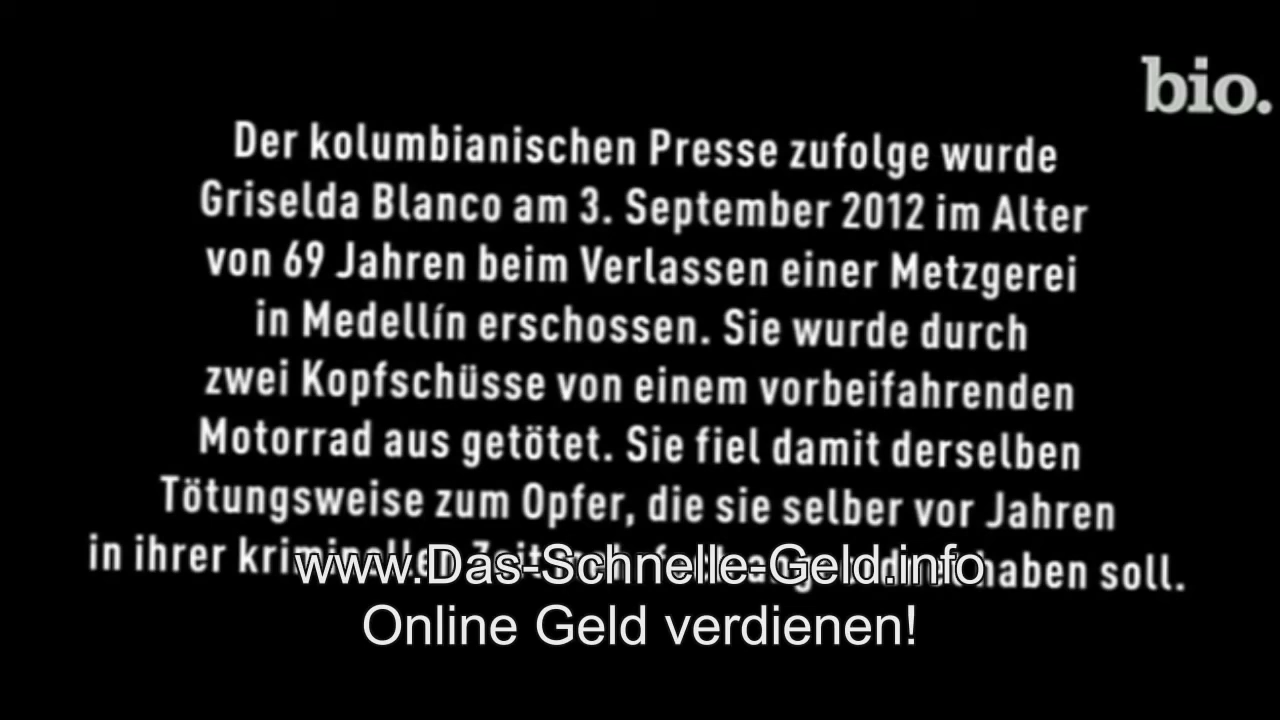 bio.
Der kolumbianischen Presse zufolge wurde
Griselda Blanco am 3. September 2012 im Alter
von 69 Jahren beim Verlassen einer Metzgerei
in Medellín erschossen. Sie wurde durch
zwei Kopfschüsse von einem vorbeifahrenden
Motorrad aus getötet. Sie fiel damit derselben
Tötungsweise zum Opfer, die sie selber vor Jahren
in ihrer kriminellen Zeit haben soll.
www.Das-Schnelle-Geld.info
Online Geld verdienen!